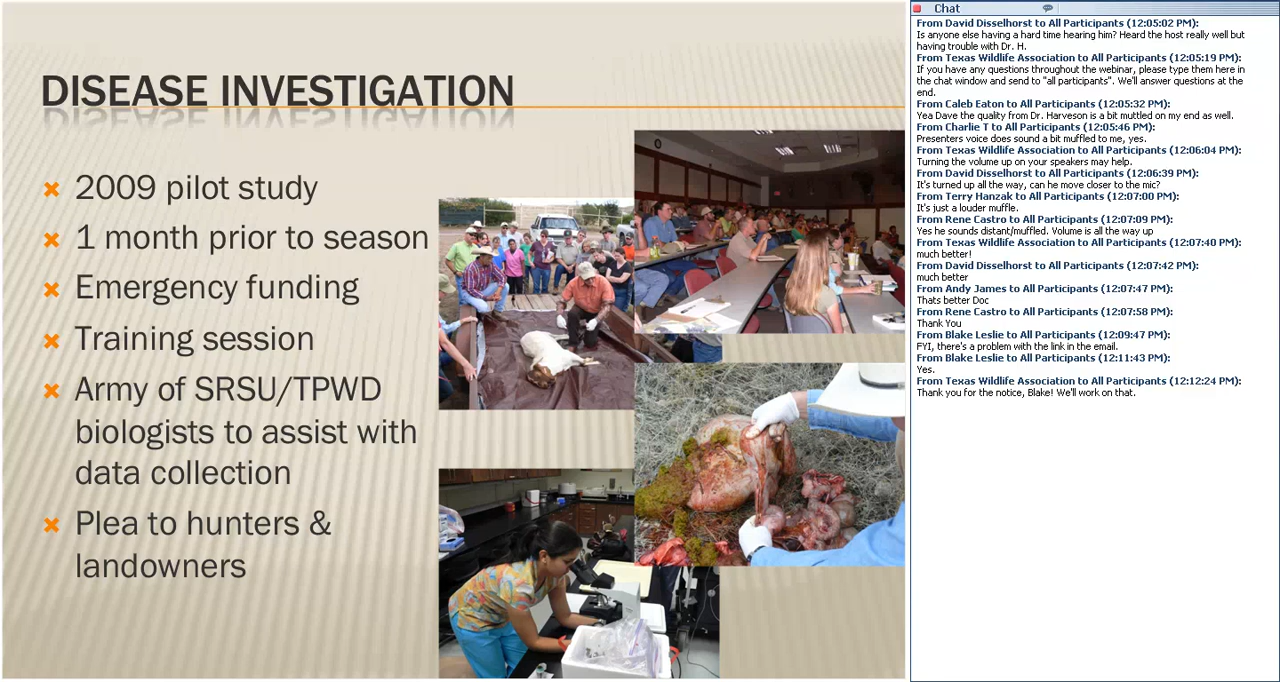 DISEASE INVESTIGATION
2009 pilot study
1 month prior to season
Emergency funding
Training session
Army of SRSU/TPWD
biologists to assist with
data collection
Plea to hunters &
landowners
Chat
From David Disselhorst to All Participants (12:05:02 PM):
Is anyone else having a hard time hearing him? Heard the host really well but
having trouble with Dr. H.
From Texas Wildlife Association to All Participants (12:05:19 PM):
If you have any questions throughout the webinar, please type them here in
the chat window and send to "all participants". We'll answer questions at the
end.
From Caleb Eaton to All Participants (12:05:32 PM):
Yea Dave the quality from Dr. Harveson is a bit muttled on my end as well.
From Charlie T to All Participants (12:05:46 PM):
Presenters voice does sound a bit muffled to me, yes.
From Texas Wildlife Association to All Participants (12:06:04 PM):
Turning the volume up on your speakers may help.
From David Disselhorst to All Participants (12:06:39 PM):
It's turned up all the way, can he move closer to the mic?
From Terry Hanzak to All Participants (12:07:00 PM):
It's just a louder muffle.
From Rene Castro to All Participants (12:07:09 PM):
Yes he sounds distant/muffled. Volume is all the way up
From Texas Wildlife Association to All Participants (12:07:40 PM):
much better!
From David Disselhorst to All Participants (12:07:42 PM):
much better
From Andy James to All Participants (12:07:47 PM):
Thats better Doc
From Rene Castro to All Participants (12:07:58 PM):
Thank You
From Blake Leslie to All Participants (12:09:47 PM):
FYI, there's a problem with the link in the email.
From Blake Leslie to All Participants (12:11:43 PM):
Yes.
From Texas Wildlife Association to All Participants (12:12:24 PM):
Thank you for the notice, Blake! We'll work on that.